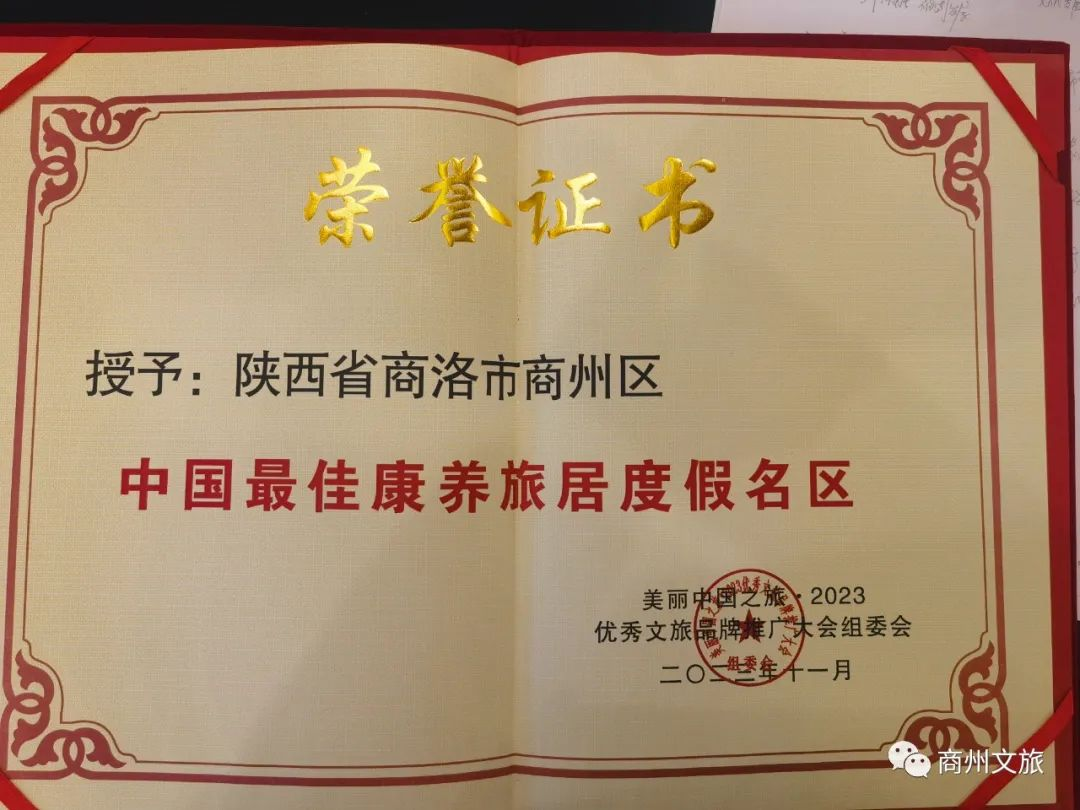 荣誉证书
授予：陕西省商洛市商州区
中国最佳康养旅居度假名区
美丽中国之旅·2023
优秀文旅品牌推广大会组委会
二〇二三年十一月
组委会
商州文旅